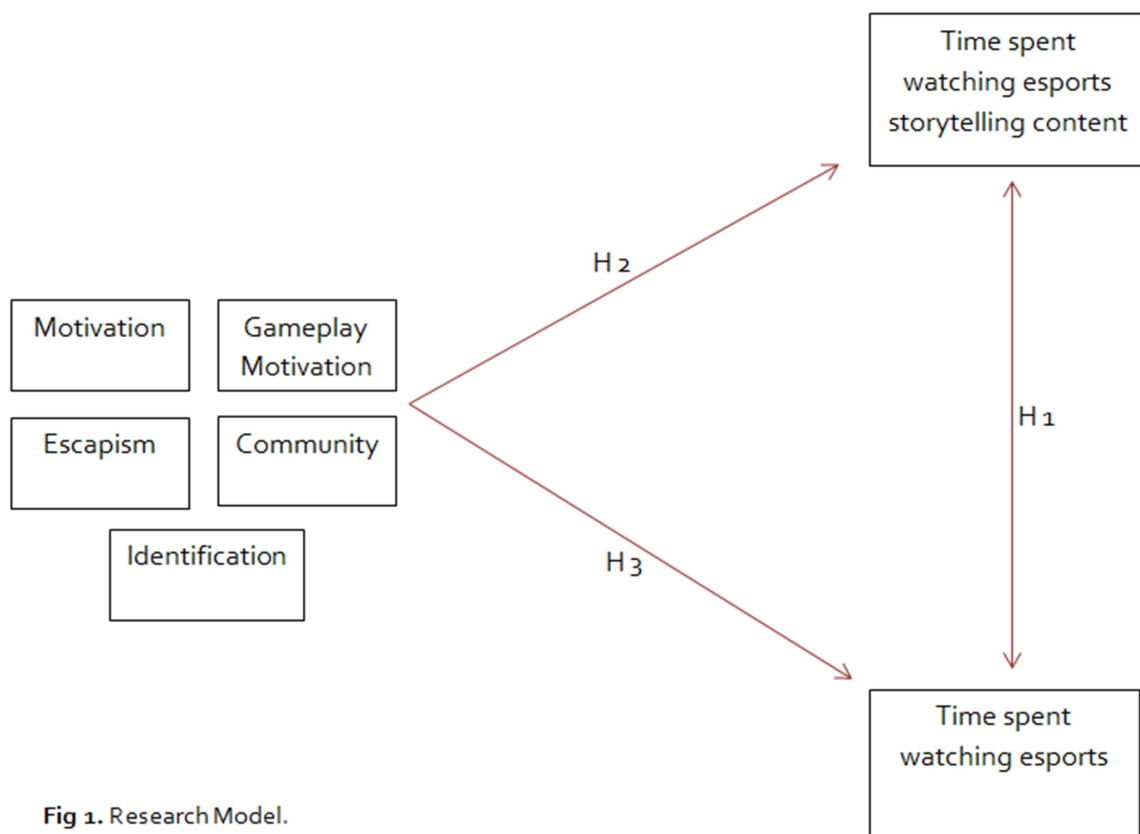 Time spent
watching esports
storytelling content
H 2
Motivation
Gameplay
Motivation
Escapism
Community
H 1
Identification
H 3
Time spent
watching esports
Fig 1. Research Model.